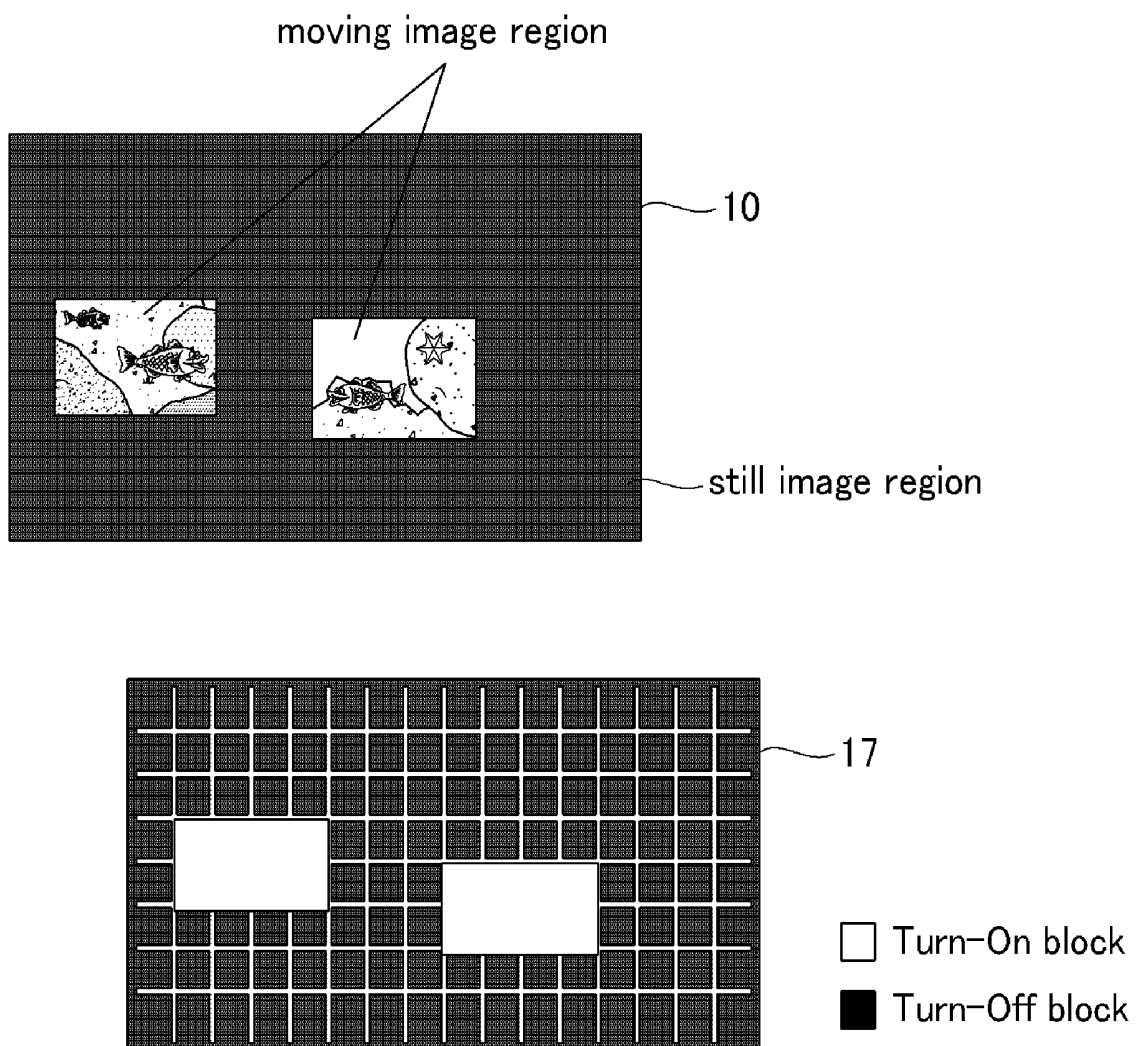 moving image region
10
still image region
17
Turn-On block
Turn-Off block